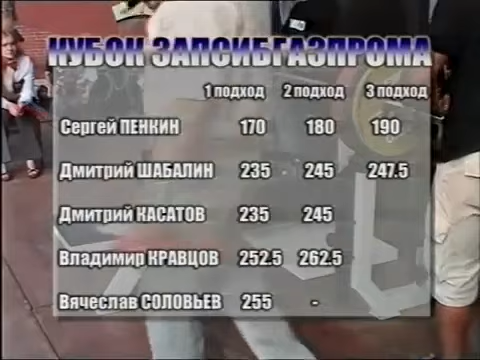 КУБОК ЗАПСИБГАЗПРОМА
1 подход 2 подход 3 подход
Сергей ПЕНКИН 170 180 190
Дмитрий ШАБАЛИН 235 245 247.5
Дмитрий КАСАТОВ 235 245
Владимир КРАВЦОВ 252.5 262.5
Вячеслав СОЛОВЬЕВ 255 -